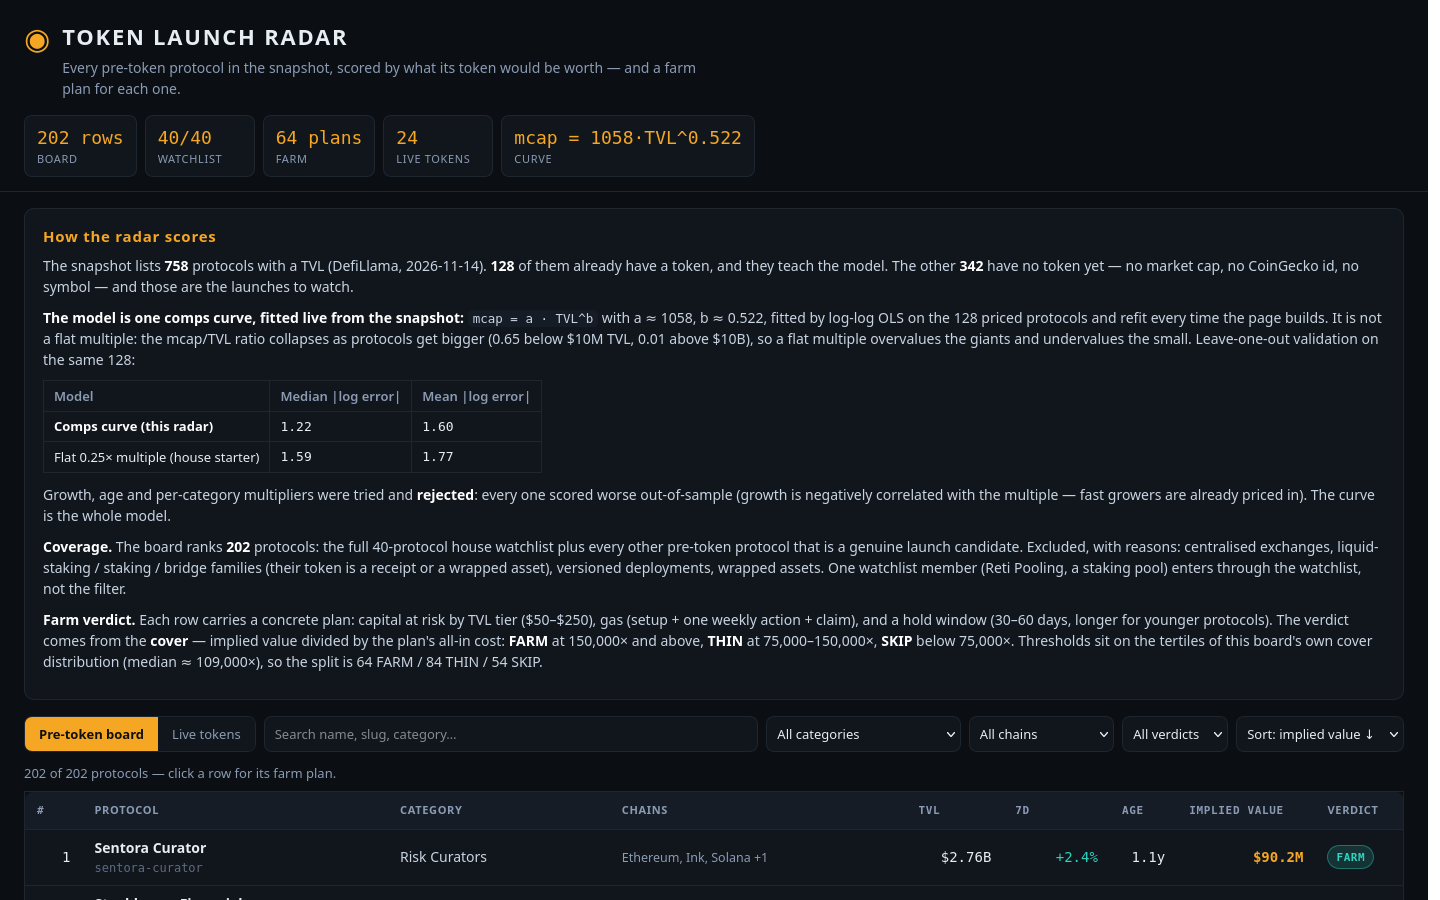 TOKEN LAUNCH RADAR
Every pre-token protocol in the snapshot, scored by what its token would be worth — and a farm
plan for each one.
202 rows
BOARD
40/40
WATCHLIST
64 plans
FARM
24
LIVE TOKENS
mcap = 1058·TVL^0.522
CURVE
How the radar scores
The snapshot lists 758 protocols with a TVL (DefiLlama, 2026-11-14). 128 of them already have a token, and they teach the model. The other 342 have no token yet — no market cap, no CoinGecko id, no
symbol — and those are the launches to watch.
The model is one comps curve, fitted live from the snapshot: mcap = a · TVL^b with a ≈ 1058, b ≈ 0.522, fitted by log-log OLS on the 128 priced protocols and refit every time the page builds. It is not
a flat multiple: the mcap/TVL ratio collapses as protocols get bigger (0.65 below $10M TVL, 0.01 above $10B), so a flat multiple overvalues the giants and undervalues the small. Leave-one-out validation on
the same 128:
Model Median |log error| Mean |log error|
Comps curve (this radar) 1.22 1.60
Flat 0.25× multiple (house starter) 1.59 1.77
Growth, age and per-category multipliers were tried and rejected: every one scored worse out-of-sample (growth is negatively correlated with the multiple — fast growers are already priced in). The curve
is the whole model.
Coverage. The board ranks 202 protocols: the full 40-protocol house watchlist plus every other pre-token protocol that is a genuine launch candidate. Excluded, with reasons: centralised exchanges, liquid-
staking / staking / bridge families (their token is a receipt or a wrapped asset), versioned deployments, wrapped assets. One watchlist member (Reti Pooling, a staking pool) enters through the watchlist,
not the filter.
Farm verdict. Each row carries a concrete plan: capital at risk by TVL tier ($50–$250), gas (setup + one weekly action + claim), and a hold window (30–60 days, longer for younger protocols). The verdict
comes from the cover — implied value divided by the plan's all-in cost: FARM at 150,000× and above, THIN at 75,000–150,000×, SKIP below 75,000×. Thresholds sit on the tertiles of this board's own cover
distribution (median ≈ 109,000×), so the split is 64 FARM / 84 THIN / 54 SKIP.
Pre-token board Live tokens Search name, slug, category... All categories All chains All verdicts Sort: implied value ↓
202 of 202 protocols — click a row for its farm plan.
# PROTOCOL CATEGORY CHAINS TVL 7D AGE IMPLIED VALUE VERDICT
1 Sentora Curator Risk Curators Ethereum, Ink, Solana +1 $2.76B +2.4% 1.1y $90.2M FARM
sentora-curator